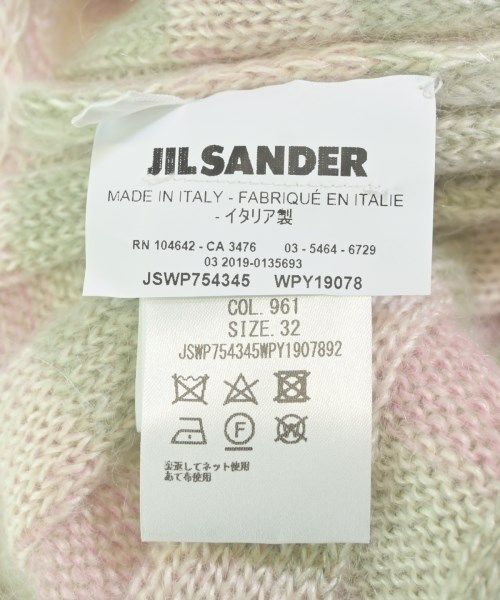 JIL SANDER
MADE IN ITALY - FABRIQUÉ EN ITALIE
- イタリア製
RN 104642 - CA 3476 03 - 5464 - 6729
03 2019-0135693
JSWP754345 WPY19078
COL. 961
SIZE. 32
JSWP754345WPY1907892
F W
裏返してネット使用
あて布使用